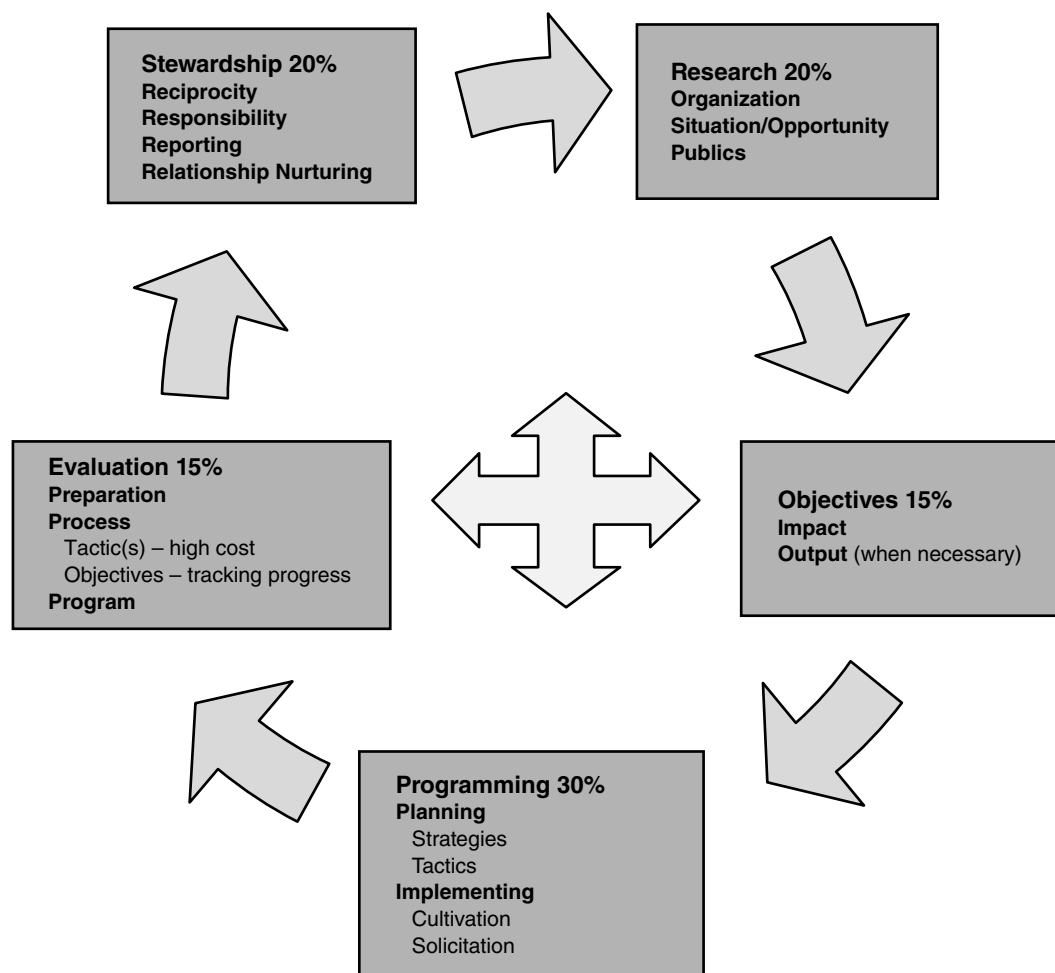 Stewardship 20%
Reciprocity
Responsibility
Reporting
Relationship Nurturing
Research 20%
Organization
Situation/Opportunity
Publics
Evaluation 15%
Preparation
Process
Tactic(s) – high cost
Objectives – tracking progress
Program
Objectives 15%
Impact
Output (when necessary)
Programming 30%
Planning
Strategies
Tactics
Implementing
Cultivation
Solicitation